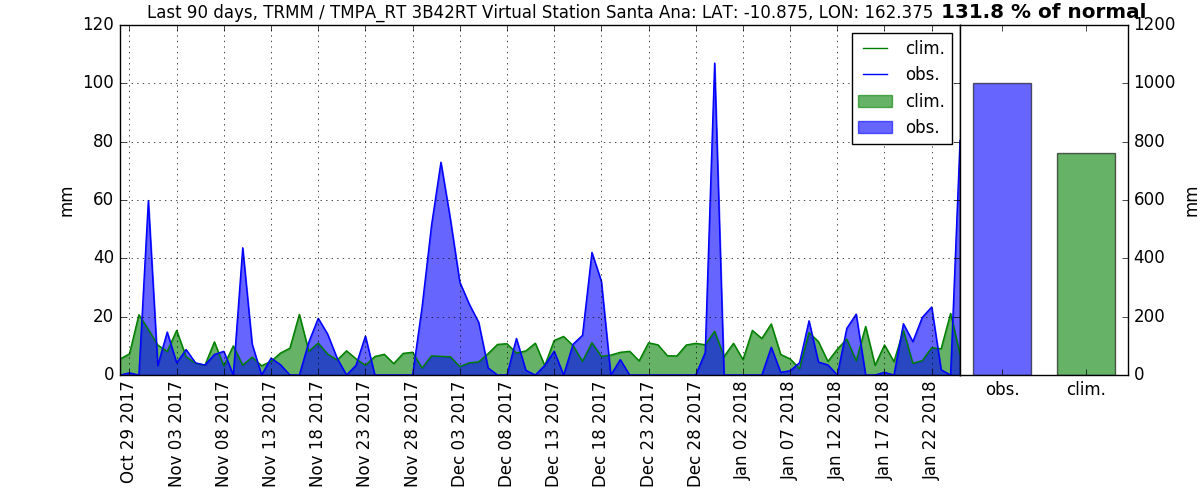 Last 90 days, TRMM / TMPA_RT 3B42RT Virtual Station Santa Ana: LAT: -10.875, LON: 162.375 131.8 % of normal
120
100
80
60
40
20
0
mm
clim.
obs.
clim.
obs.
1200
1000
800
600
400
200
0
mm
Oct 29 2017
Nov 03 2017
Nov 08 2017
Nov 13 2017
Nov 18 2017
Nov 23 2017
Nov 28 2017
Dec 03 2017
Dec 08 2017
Dec 13 2017
Dec 18 2017
Dec 23 2017
Dec 28 2017
Jan 02 2018
Jan 07 2018
Jan 12 2018
Jan 17 2018
Jan 22 2018
obs.
clim.